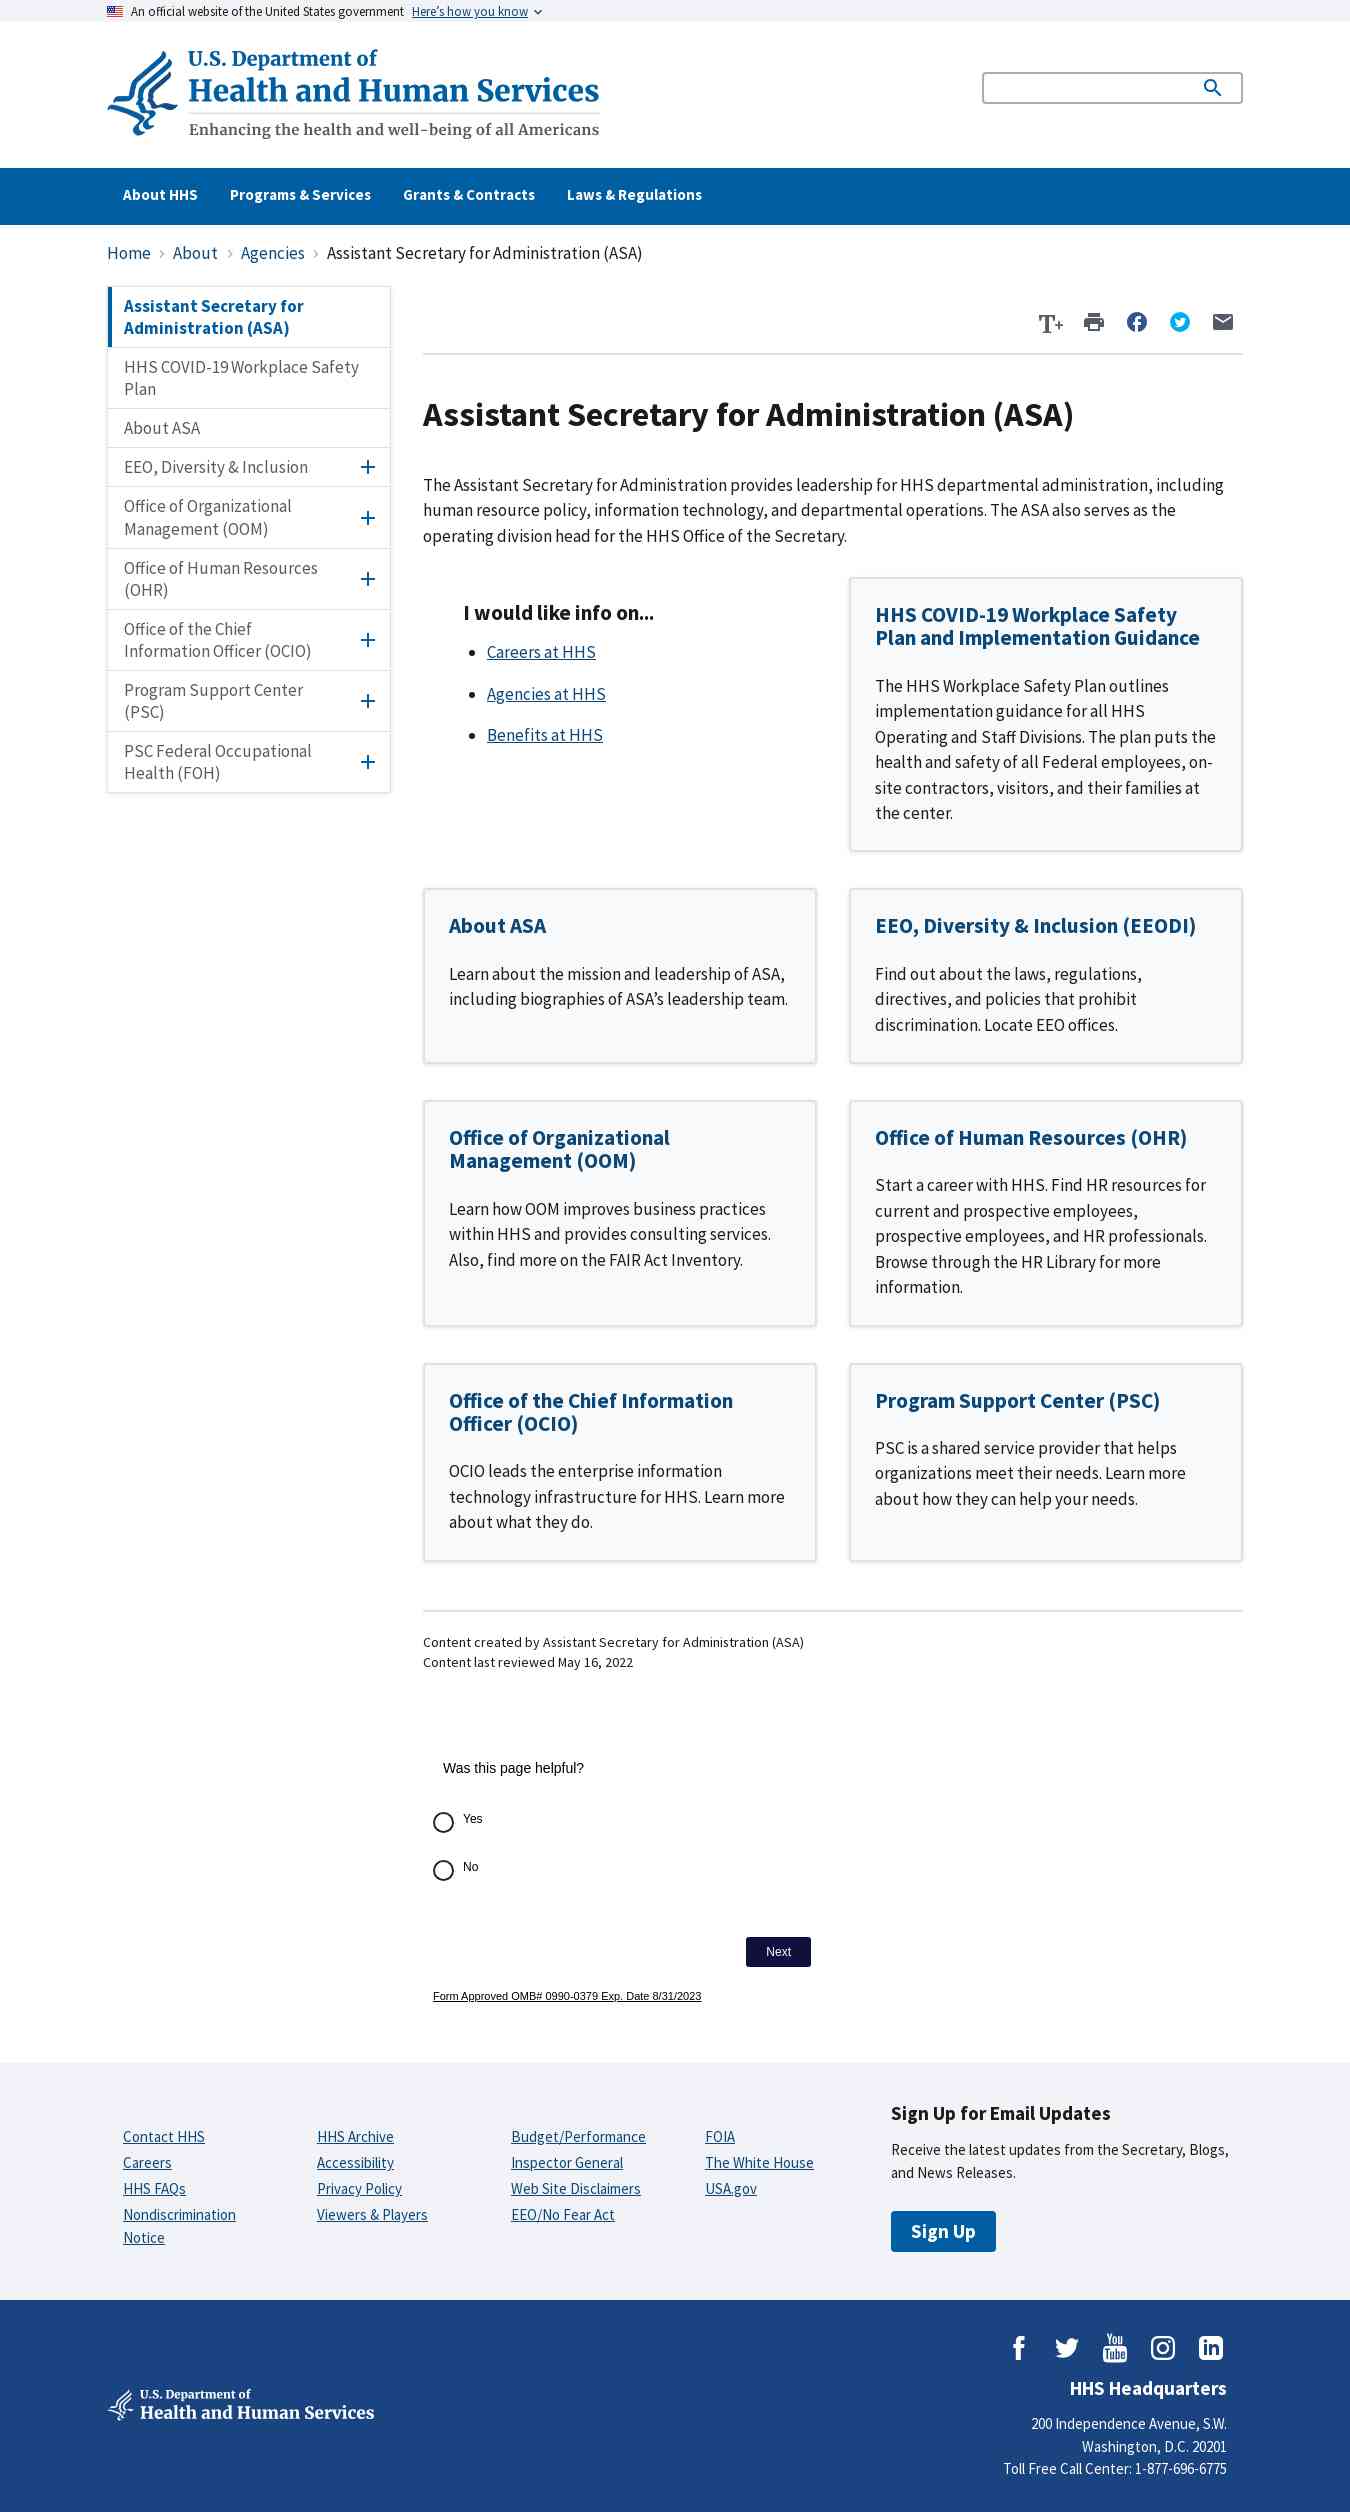 An official website of the United States government Here’s how you know
U.S. Department of
Health and Human Services
Enhancing the health and well-being of all Americans
About HHS Programs & Services Grants & Contracts Laws & Regulations
Home › About › Agencies › Assistant Secretary for Administration (ASA)
Assistant Secretary for
Administration (ASA)
HHS COVID-19 Workplace Safety
Plan
About ASA
EEO, Diversity & Inclusion
Office of Organizational
Management (OOM)
Office of Human Resources
(OHR)
Office of the Chief
Information Officer (OCIO)
Program Support Center
(PSC)
PSC Federal Occupational
Health (FOH)
T+
Assistant Secretary for Administration (ASA)
The Assistant Secretary for Administration provides leadership for HHS departmental administration, including
human resource policy, information technology, and departmental operations. The ASA also serves as the
operating division head for the HHS Office of the Secretary.
I would like info on...
Careers at HHS
Agencies at HHS
Benefits at HHS
HHS COVID-19 Workplace Safety
Plan and Implementation Guidance
The HHS Workplace Safety Plan outlines
implementation guidance for all HHS
Operating and Staff Divisions. The plan puts the
health and safety of all Federal employees, on-
site contractors, visitors, and their families at
the center.
About ASA
Learn about the mission and leadership of ASA,
including biographies of ASA’s leadership team.
EEO, Diversity & Inclusion (EEODI)
Find out about the laws, regulations,
directives, and policies that prohibit
discrimination. Locate EEO offices.
Office of Organizational
Management (OOM)
Learn how OOM improves business practices
within HHS and provides consulting services.
Also, find more on the FAIR Act Inventory.
Office of Human Resources (OHR)
Start a career with HHS. Find HR resources for
current and prospective employees,
prospective employees, and HR professionals.
Browse through the HR Library for more
information.
Office of the Chief Information
Officer (OCIO)
OCIO leads the enterprise information
technology infrastructure for HHS. Learn more
about what they do.
Program Support Center (PSC)
PSC is a shared service provider that helps
organizations meet their needs. Learn more
about how they can help your needs.
Content created by Assistant Secretary for Administration (ASA)
Content last reviewed May 16, 2022
Was this page helpful?
Yes
No
Next
Form Approved OMB# 0990-0379 Exp. Date 8/31/2023
Contact HHS
Careers
HHS FAQs
Nondiscrimination
Notice
HHS Archive
Accessibility
Privacy Policy
Viewers & Players
Budget/Performance
Inspector General
Web Site Disclaimers
EEO/No Fear Act
FOIA
The White House
USA.gov
Sign Up for Email Updates
Receive the latest updates from the Secretary, Blogs,
and News Releases.
Sign Up
You
Tube
U.S. Department of
Health and Human Services
HHS Headquarters
200 Independence Avenue, S.W.
Washington, D.C. 20201
Toll Free Call Center: 1-877-696-6775